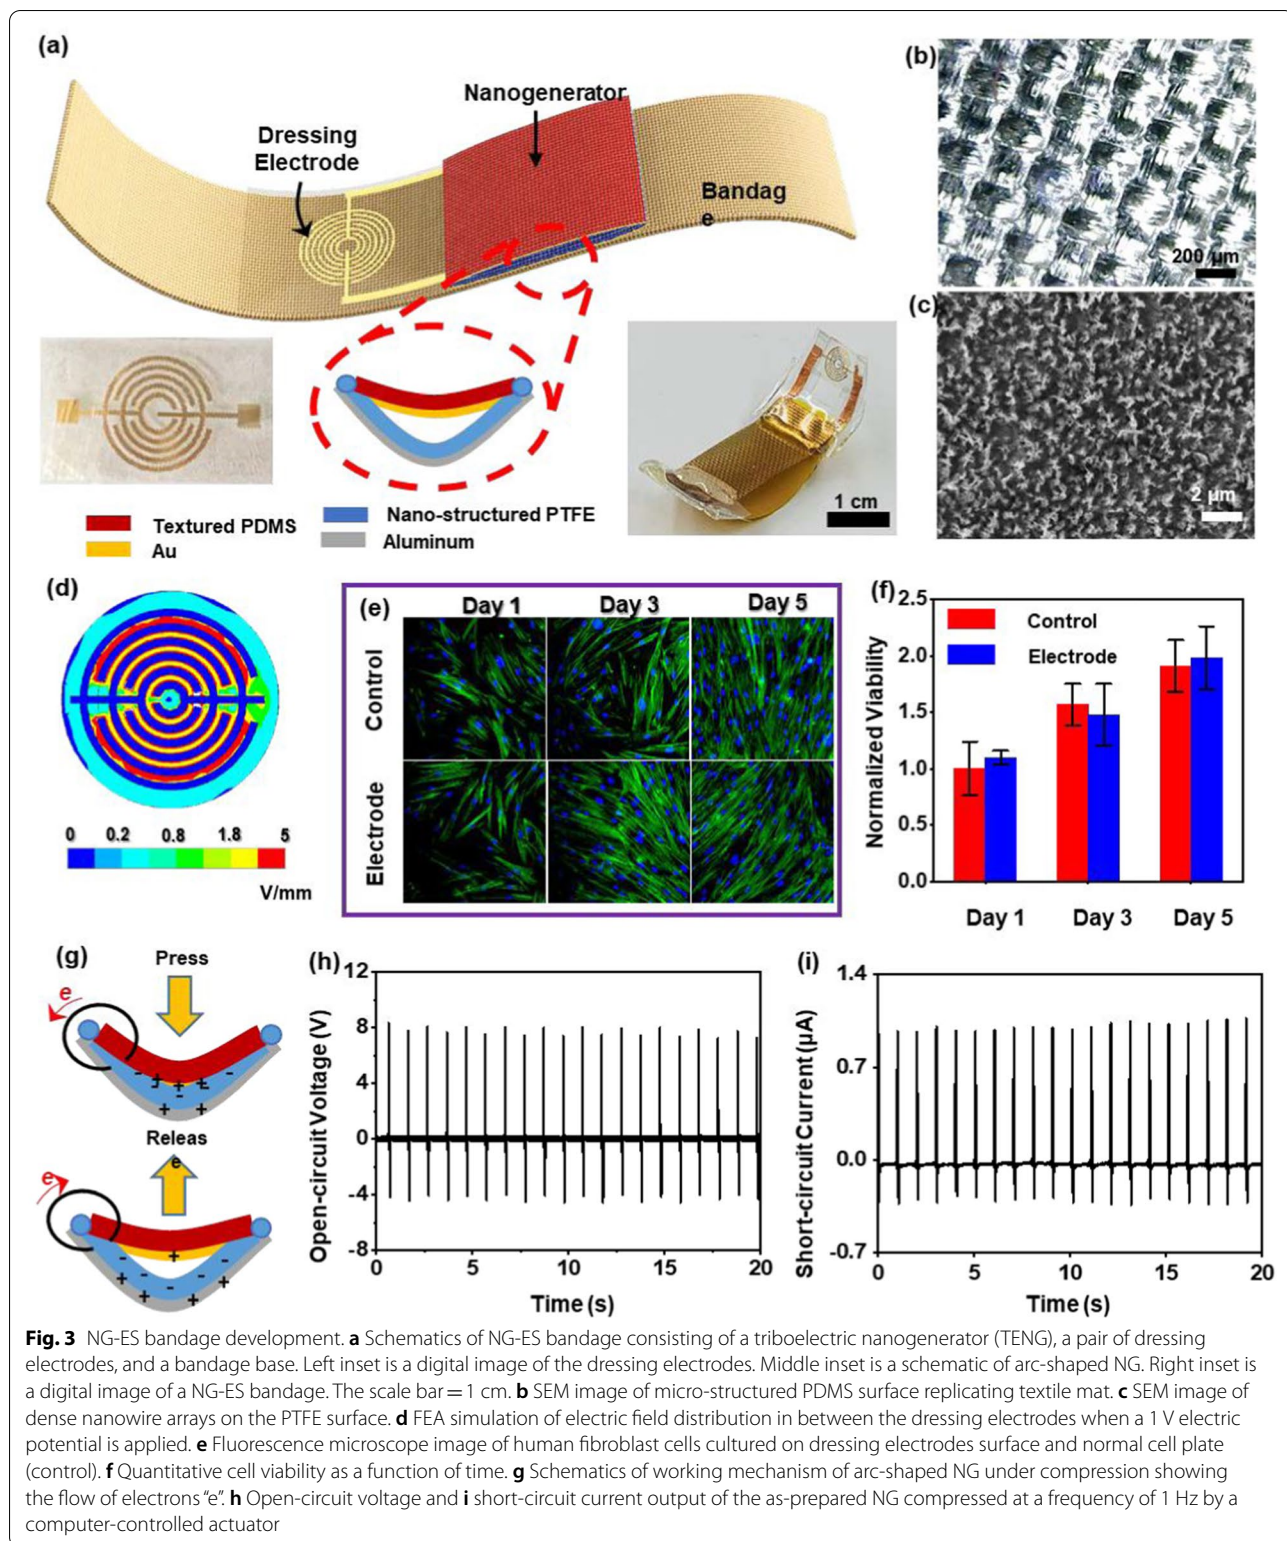 (a)
Nanogenerator
Dressing
Electrode
Bandag
e
1 cm
Textured PDMS
Au
Nano-structured PTFE
Aluminum
(b)
200 μm
(c)
2 μm
(d)
0 0.2 0.8 1.8 5
V/mm
(e)
Day 1 Day 3 Day 5
Control
Electrode
(f)
Normalized Viability
2.5
2.0
1.5
1.0
0.5
0.0
Control
Electrode
Day 1 Day 3 Day 5
(g)
Press
e
Releas
e
e
(h)
Open-circuit Voltage (V)
12
8
4
0
-4
-8
0 5 10 15 20
Time (s)
(i)
Short-circuit Current (μA)
1.4
0.7
0.0
-0.7
0 5 10 15 20
Time (s)
Fig. 3 NG-ES bandage development. a Schematics of NG-ES bandage consisting of a triboelectric nanogenerator (TENG), a pair of dressing
electrodes, and a bandage base. Left inset is a digital image of the dressing electrodes. Middle inset is a schematic of arc-shaped NG. Right inset is
a digital image of a NG-ES bandage. The scale bar = 1 cm. b SEM image of micro-structured PDMS surface replicating textile mat. c SEM image of
dense nanowire arrays on the PTFE surface. d FEA simulation of electric field distribution in between the dressing electrodes when a 1 V electric
potential is applied. e Fluorescence microscope image of human fibroblast cells cultured on dressing electrodes surface and normal cell plate
(control). f Quantitative cell viability as a function of time. g Schematics of working mechanism of arc-shaped NG under compression showing
the flow of electrons “e”. h Open-circuit voltage and i short-circuit current output of the as-prepared NG compressed at a frequency of 1 Hz by a
computer-controlled actuator